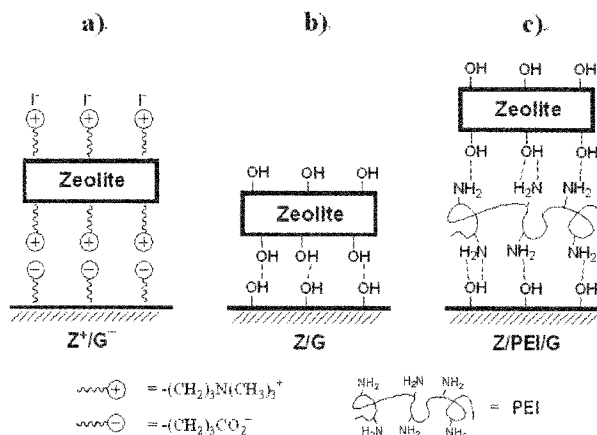 a). b). c).
I⁻ I⁻ I⁻
+ + +
Zeolite
+ + +
− − −
Z⁺/G⁻
OH OH OH
Zeolite
OH OH OH
OH OH OH
Z/G
OH OH OH
Zeolite
OH OH OH
NH₂ H₂N NH₂
H₂N NH₂ NH₂
OH OH OH
Z/PEI/G
+ = -(CH₂)₃N(CH₃)₃⁺
− = -(CH₂)₃CO₂⁻
NH₂ H₂N NH₂
= PEI
H₂N NH₂ NH₂